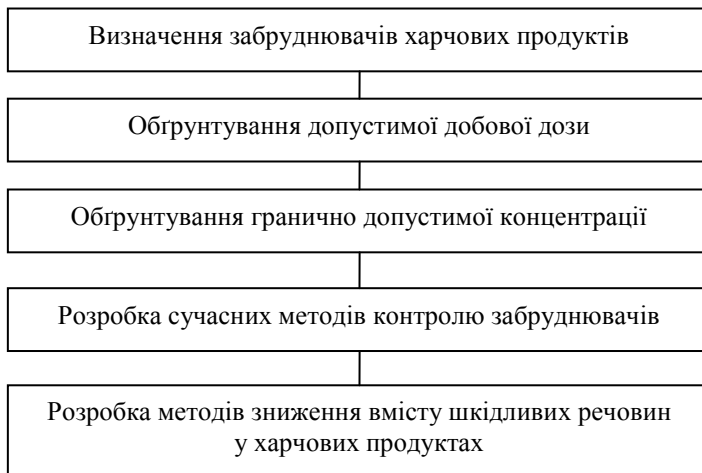 Визначення забруднювачів харчових продуктів
Обґрунтування допустимої добової дози
Обґрунтування гранично допустимої концентрації
Розробка сучасних методів контролю забруднювачів
Розробка методів зниження вмісту шкідливих речовин
у харчових продуктах